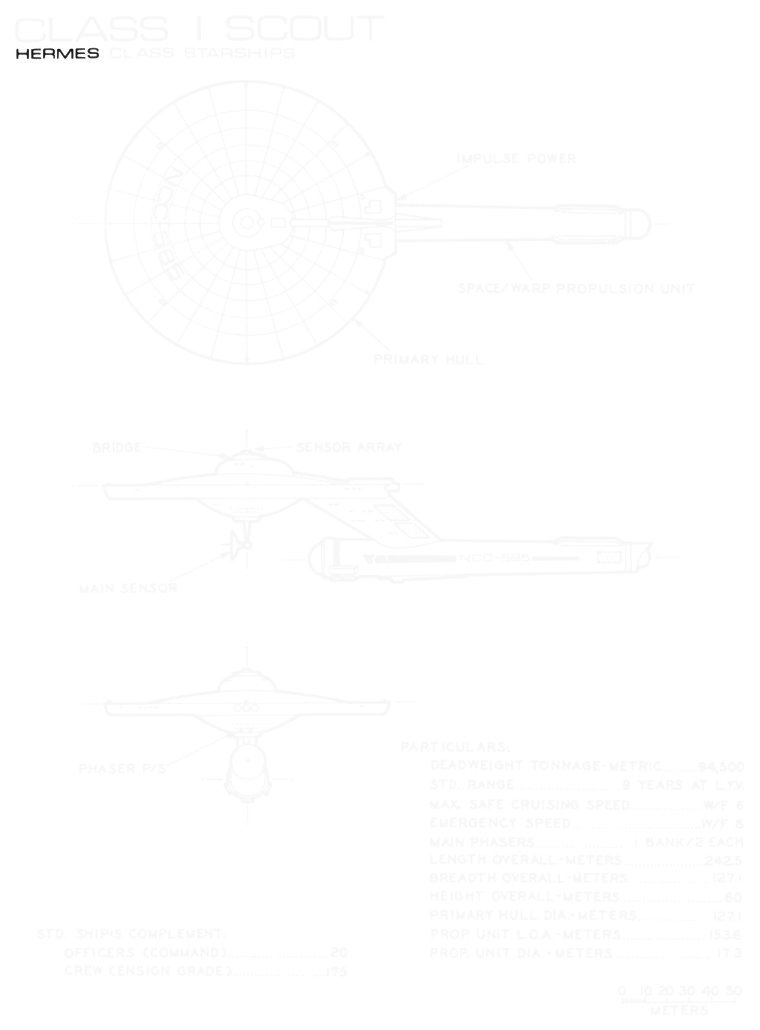 CLASS I SCOUT
HERMES CLASS STARSHIPS
IMPULSE POWER
NCC-585
SPACE/WARP PROPULSION UNIT
PRIMARY HULL
BRIDGE
SENSOR ARRAY
NCC-585
MAIN SENSOR
PHASER P/S
PARTICULARS:
DEADWEIGHT TONNAGE-METRIC........94,500
STD. RANGE........................9 YEARS AT L.Y.V.
MAX. SAFE CRUISING SPEED................W/F 6
EMERGENCY SPEED..........................W/F 8
MAIN PHASERS....................1 BANK/2 EACH
LENGTH OVERALL-METERS...................242.5
BREADTH OVERALL-METERS...................127.1
HEIGHT OVERALL-METERS.......................60
PRIMARY HULL DIA.-METERS.................127.1
PROP. UNIT L.O.A.-METERS...................153.6
PROP. UNIT DIA.-METERS......................17.3
STD. SHIP/S COMPLEMENT:
OFFICERS (COMMAND)......................20
CREW (ENSIGN GRADE)....................175
0 10 20 30 40 50
METERS